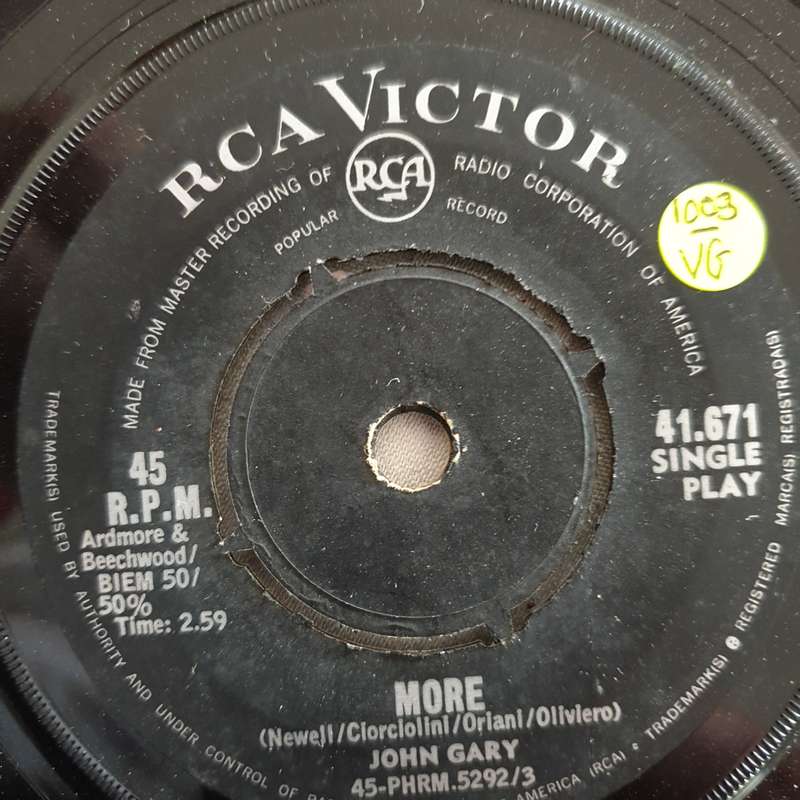 RCA VICTOR
RCA
MADE FROM MASTER RECORDING OF RADIO CORPORATION OF AMERICA
POPULAR RECORD
VG
45
R.P.M.
41.671
SINGLE
PLAY
Ardmore &
Beechwood/
BIEM 50/
50%
Time: 2.59
MORE
(Newell/Ciorciolini/Oriani/Oliviero)
JOHN GARY
45-PHRM.5292/3
TRADEMARK(S) USED BY AUTHORITY AND UNDER CONTROL OF AMERICA (RCA) • TRADEMARK(S) ® REGISTERED MARCA(S) REGISTRADA(S)